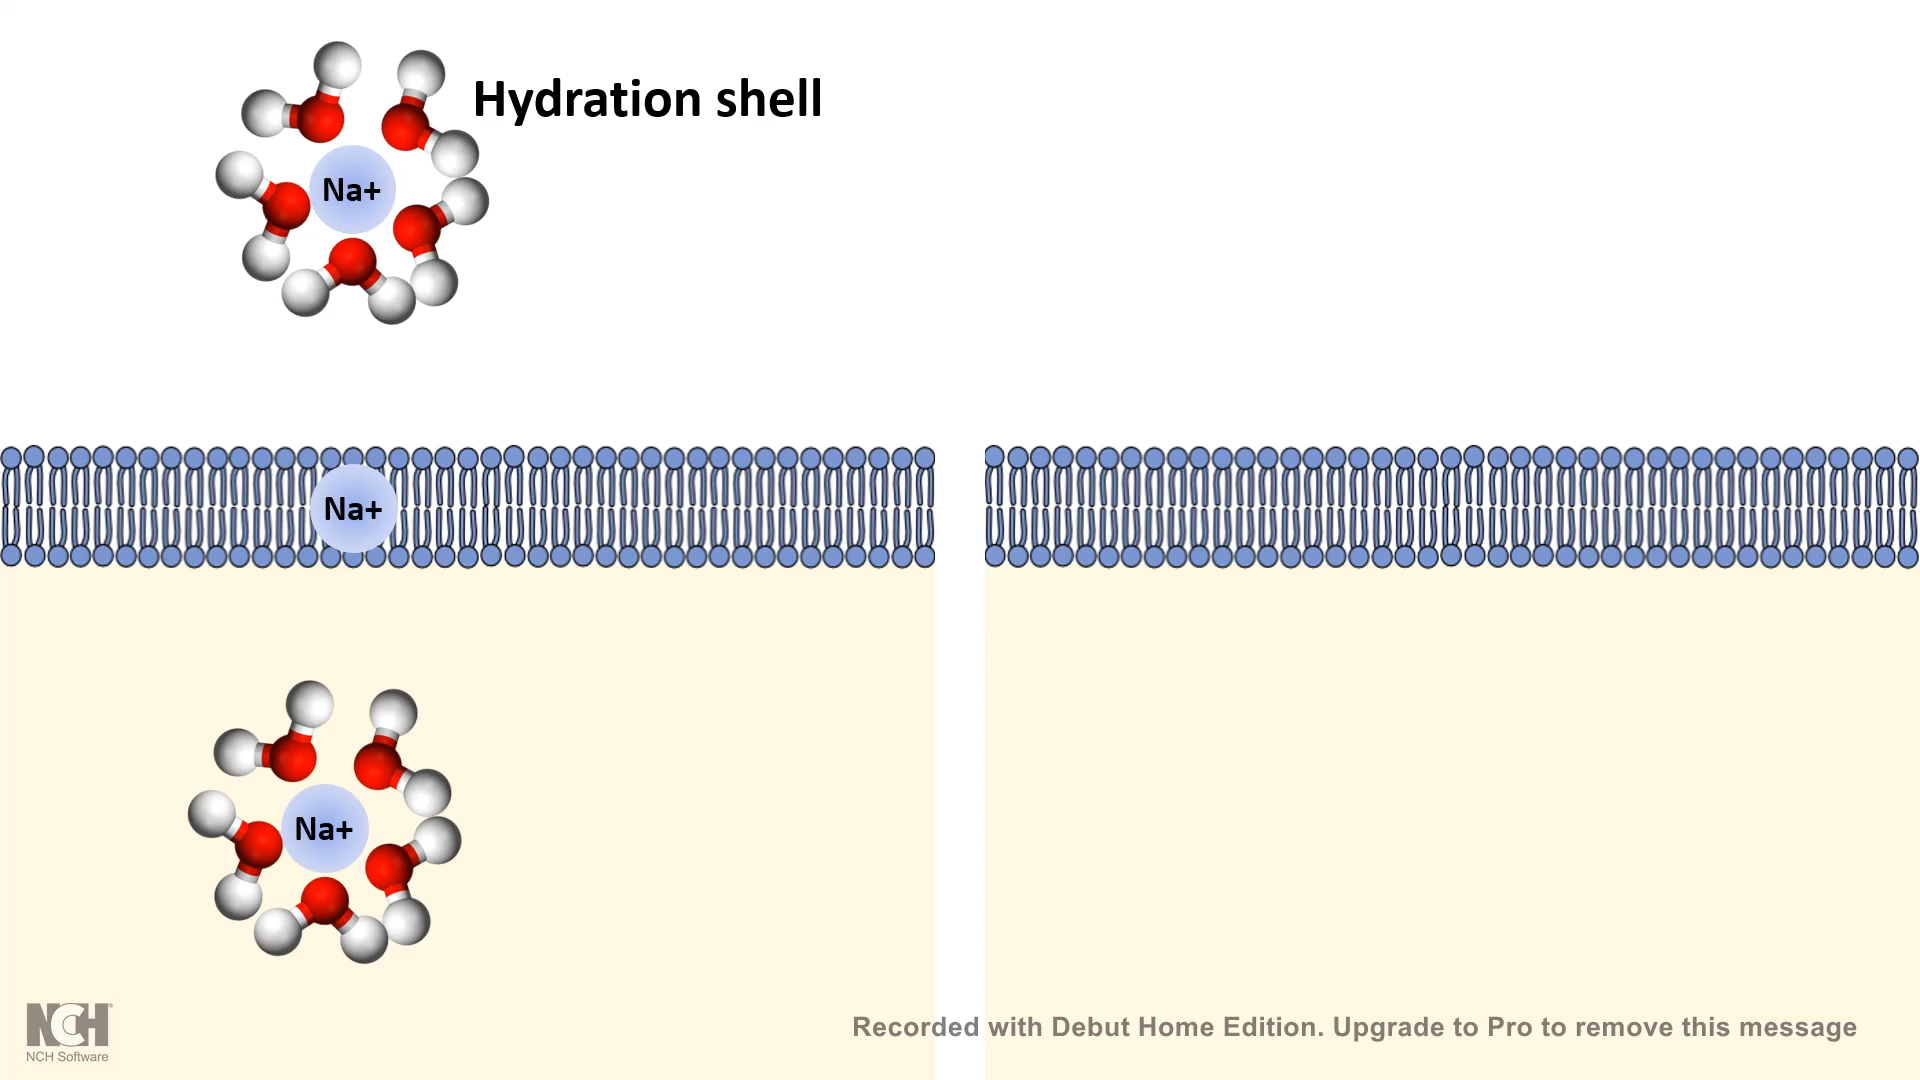 Hydration shell
Na+
Na+
Na+
NCH
NCH Software
Recorded with Debut Home Edition. Upgrade to Pro to remove this message